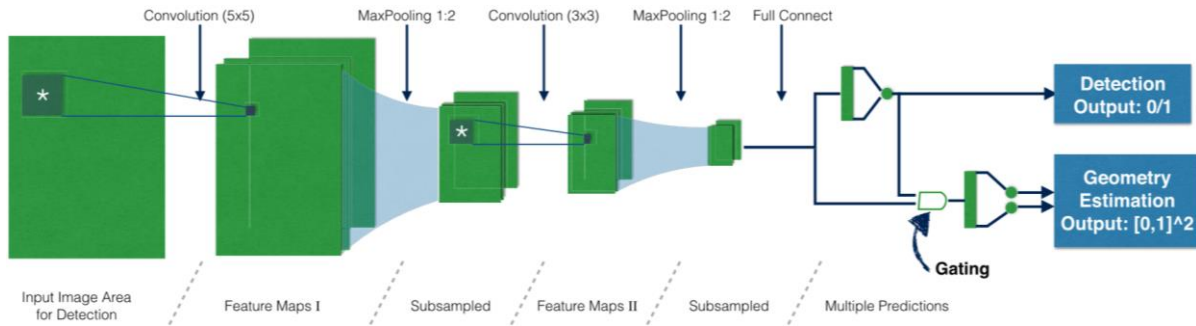 Convolution (5x5)
MaxPooling 1:2
Convolution (3x3)
MaxPooling 1:2
Full Connect
*
*
Detection
Output: 0/1
Geometry
Estimation
Output: [0,1]^2
Gating
Input Image Area
for Detection
Feature Maps I
Subsampled
Feature Maps II
Subsampled
Multiple Predictions